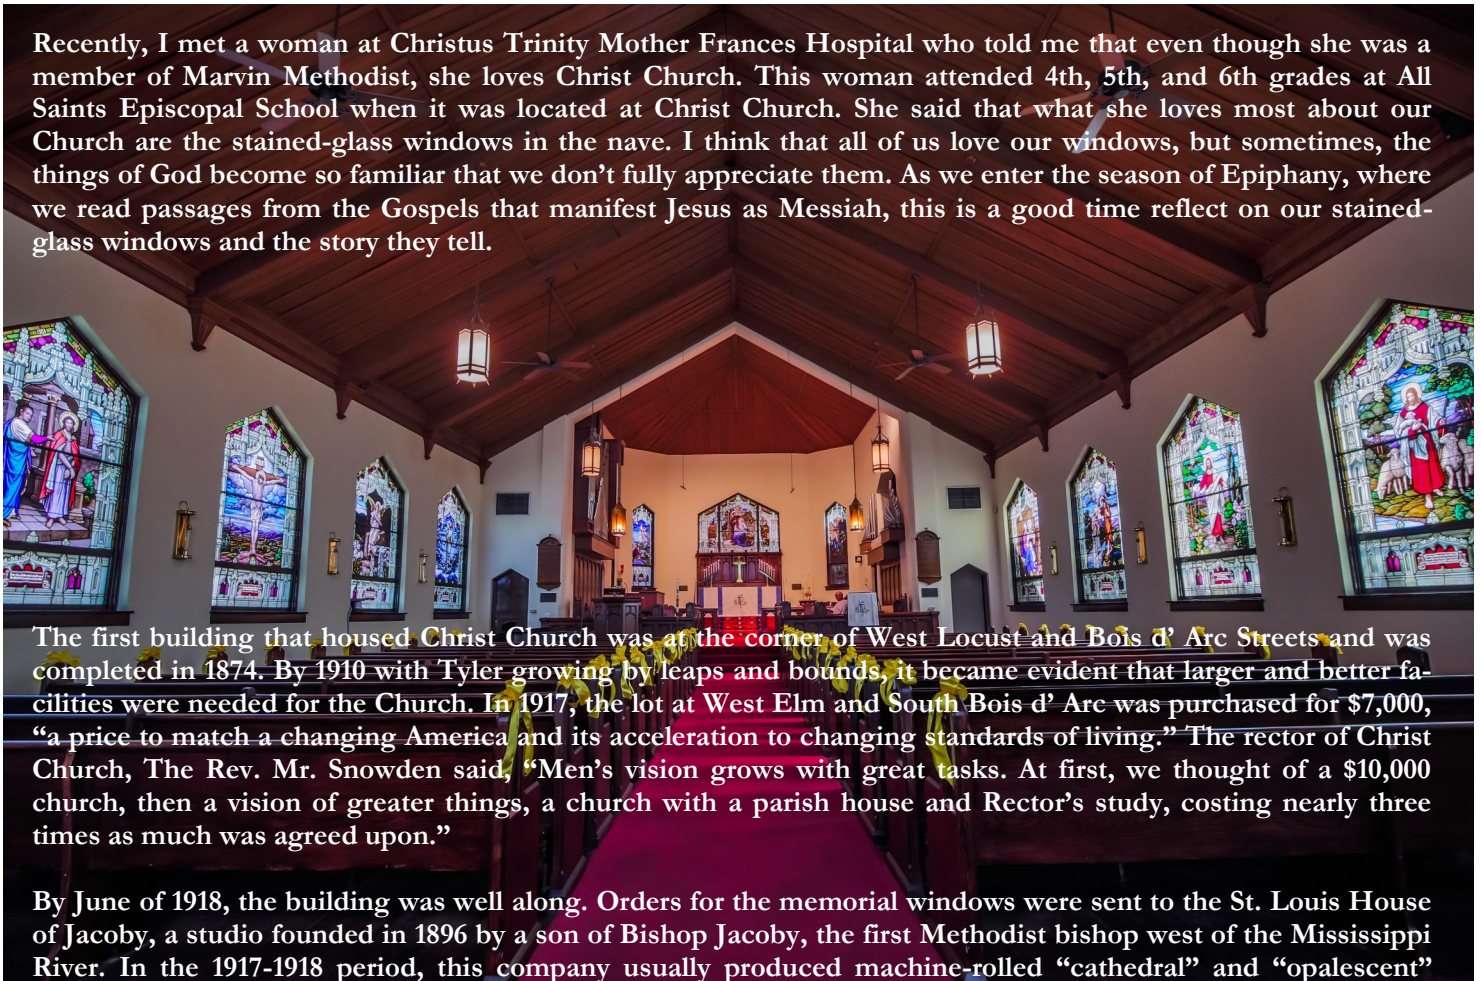 Recently, I met a woman at Christus Trinity Mother Frances Hospital who told me that even though she was a
member of Marvin Methodist, she loves Christ Church. This woman attended 4th, 5th, and 6th grades at All
Saints Episcopal School when it was located at Christ Church. She said that what she loves most about our
Church are the stained-glass windows in the nave. I think that all of us love our windows, but sometimes, the
things of God become so familiar that we don’t fully appreciate them. As we enter the season of Epiphany, where
we read passages from the Gospels that manifest Jesus as Messiah, this is a good time reflect on our stained-
glass windows and the story they tell.
The first building that housed Christ Church was at the corner of West Locust and Bois d’ Arc Streets and was
completed in 1874. By 1910 with Tyler growing by leaps and bounds, it became evident that larger and better fa-
cilities were needed for the Church. In 1917, the lot at West Elm and South Bois d’ Arc was purchased for $7,000,
“a price to match a changing America and its acceleration to changing standards of living.” The rector of Christ
Church, The Rev. Mr. Snowden said, “Men’s vision grows with great tasks. At first, we thought of a $10,000
church, then a vision of greater things, a church with a parish house and Rector’s study, costing nearly three
times as much was agreed upon.”
By June of 1918, the building was well along. Orders for the memorial windows were sent to the St. Louis House
of Jacoby, a studio founded in 1896 by a son of Bishop Jacoby, the first Methodist bishop west of the Mississippi
River. In the 1917-1918 period, this company usually produced machine-rolled “cathedral” and “opalescent”